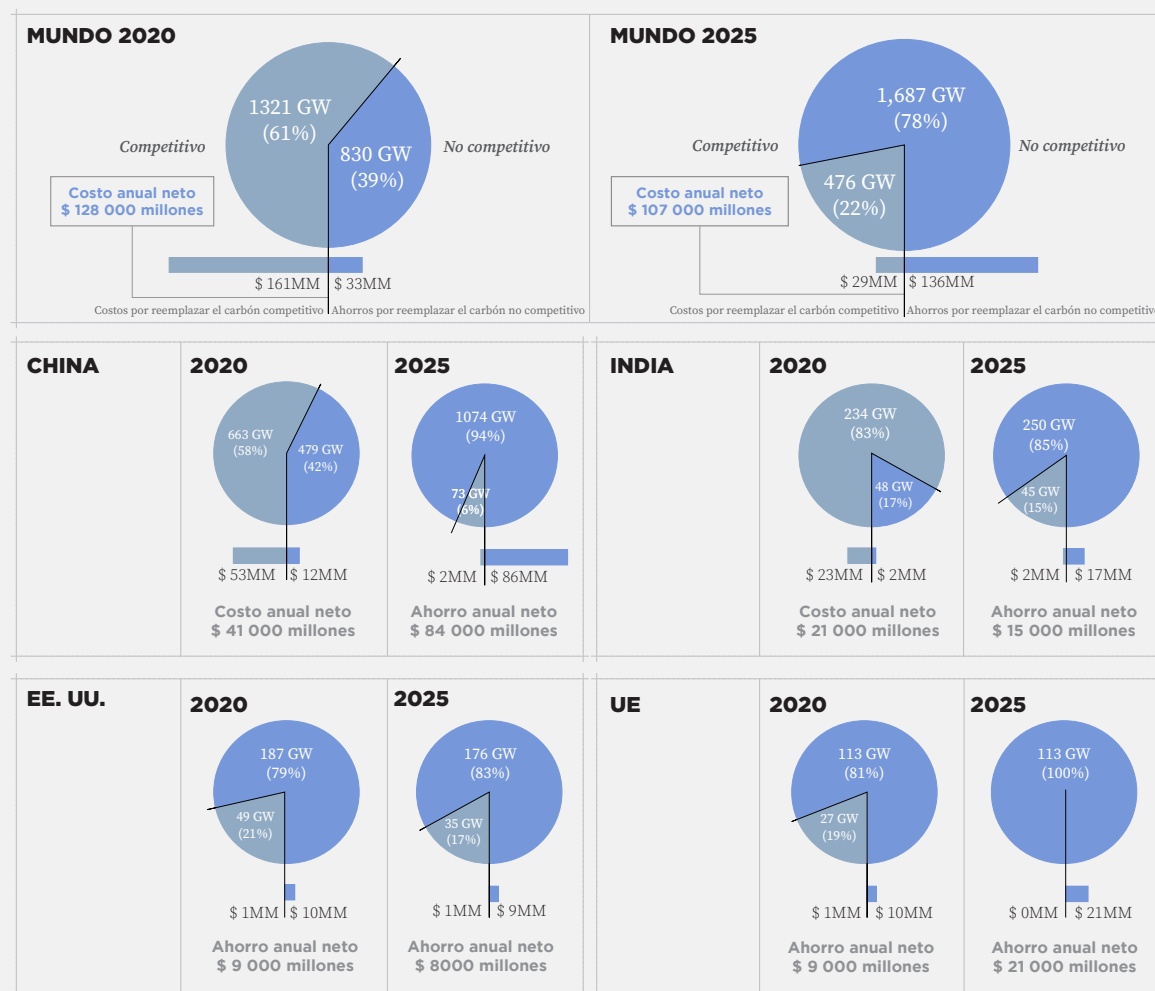 MUNDO 2020
1321 GW
(61%)
830 GW
(39%)
Competitivo
No competitivo
Costo anual neto
$ 128 000 millones
$ 161MM
$ 33MM
Costos por reemplazar el carbón competitivo
Ahorros por reemplazar el carbón no competitivo
MUNDO 2025
1,687 GW
(78%)
Competitivo
No competitivo
476 GW
(22%)
Costo anual neto
$ 107 000 millones
$ 29MM
$ 136MM
Costos por reemplazar el carbón competitivo
Ahorros por reemplazar el carbón no competitivo
CHINA
2020
663 GW
(58%)
479 GW
(42%)
$ 53MM
$ 12MM
Costo anual neto
$ 41 000 millones
2025
1074 GW
(94%)
73 GW
(6%)
$ 2MM
$ 86MM
Ahorro anual neto
$ 84 000 millones
INDIA
2020
234 GW
(83%)
48 GW
(17%)
$ 23MM
$ 2MM
Costo anual neto
$ 21 000 millones
2025
250 GW
(85%)
45 GW
(15%)
$ 2MM
$ 17MM
Ahorro anual neto
$ 15 000 millones
EE. UU.
2020
187 GW
(79%)
49 GW
(21%)
$ 1MM
$ 10MM
Ahorro anual neto
$ 9 000 millones
2025
176 GW
(83%)
35 GW
(17%)
$ 1MM
$ 9MM
Ahorro anual neto
$ 8000 millones
UE
2020
113 GW
(81%)
27 GW
(19%)
$ 1MM
$ 10MM
Ahorro anual neto
$ 9 000 millones
2025
113 GW
(100%)
$ 0MM
$ 21MM
Ahorro anual neto
$ 21 000 millones